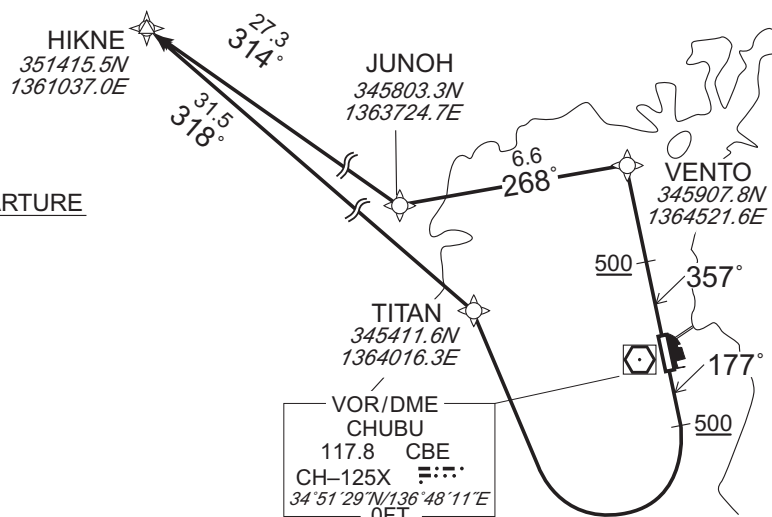 HIKNE
351415.5N
1361037.0E
27.3
314°
31.5
318°
JUNOH
345803.3N
1363724.7E
6.6
268°
VENTO
345907.8N
1364521.6E
ARTURE
500
357°
TITAN
345411.6N
1364016.3E
177°
500
VOR/DME
CHUBU
117.8 CBE
CH–125X
34°51′29″N/136°48′11″E
0FT